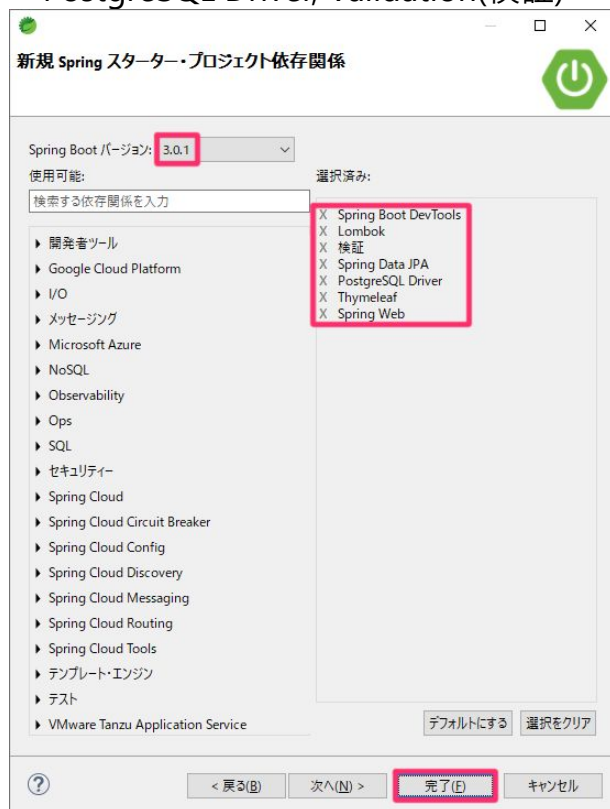 PostgreSQL Driver, Validation(検証)
新規 Spring スターター・プロジェクト依存関係
Spring Boot バージョン: 3.0.1
使用可能:
選択済み:
検索する依存関係を入力
X Spring Boot DevTools
X Lombok
X 検証
X Spring Data JPA
X PostgreSQL Driver
X Thymeleaf
X Spring Web
開発者ツール
Google Cloud Platform
I/O
メッセージング
Microsoft Azure
NoSQL
Observability
Ops
SQL
セキュリティー
Spring Cloud
Spring Cloud Circuit Breaker
Spring Cloud Config
Spring Cloud Discovery
Spring Cloud Messaging
Spring Cloud Routing
Spring Cloud Tools
テンプレート・エンジン
テスト
VMware Tanzu Application Service
デフォルトにする 選択をクリア
? < 戻る(B) 次へ(N) > 完了(F) キャンセル